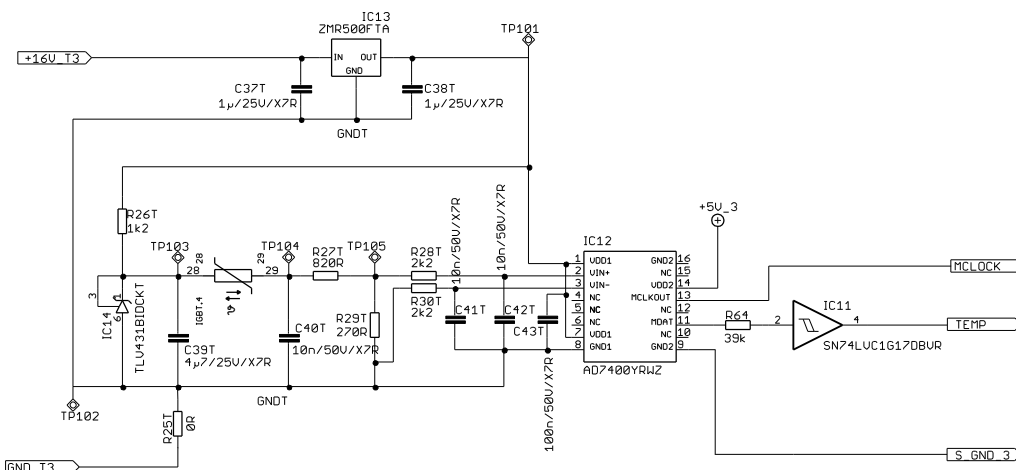 IC13
ZMR500FTA
TP101
+16V_T3
IN OUT
GND
C37T
1µ/25V/X7R
C38T
1µ/25V/X7R
GNDT
R26T
1k2
TP103
28
28
29
29
TP104
R27T
820R
TP105
R28T
2k2
R30T
2k2
10n/50V/X7R
10n/50V/X7R
3
1
6
IC14
TLV431BIDCKT
IGBT.4
ϑ
C39T
4µ7/25V/X7R
C40T
10n/50V/X7R
R29T
270R
C41T
C42T
C43T
100n/50V/X7R
GNDT
TP102
R25T
0R
GND_T3
IC12
1 VDD1 GND2 16
2 VIN+ NC 15
3 VIN- VDD2 14
4 NC MCLKOUT 13
5 NC NC 12
6 NC MDAT 11
7 VDD1 NC 10
8 GND1 GND2 9
AD7400YRWZ
+5V_3
MCLOCK
R64
39k
IC11
2
4
SN74LVC1G17DBVR
TEMP
S_GND_3